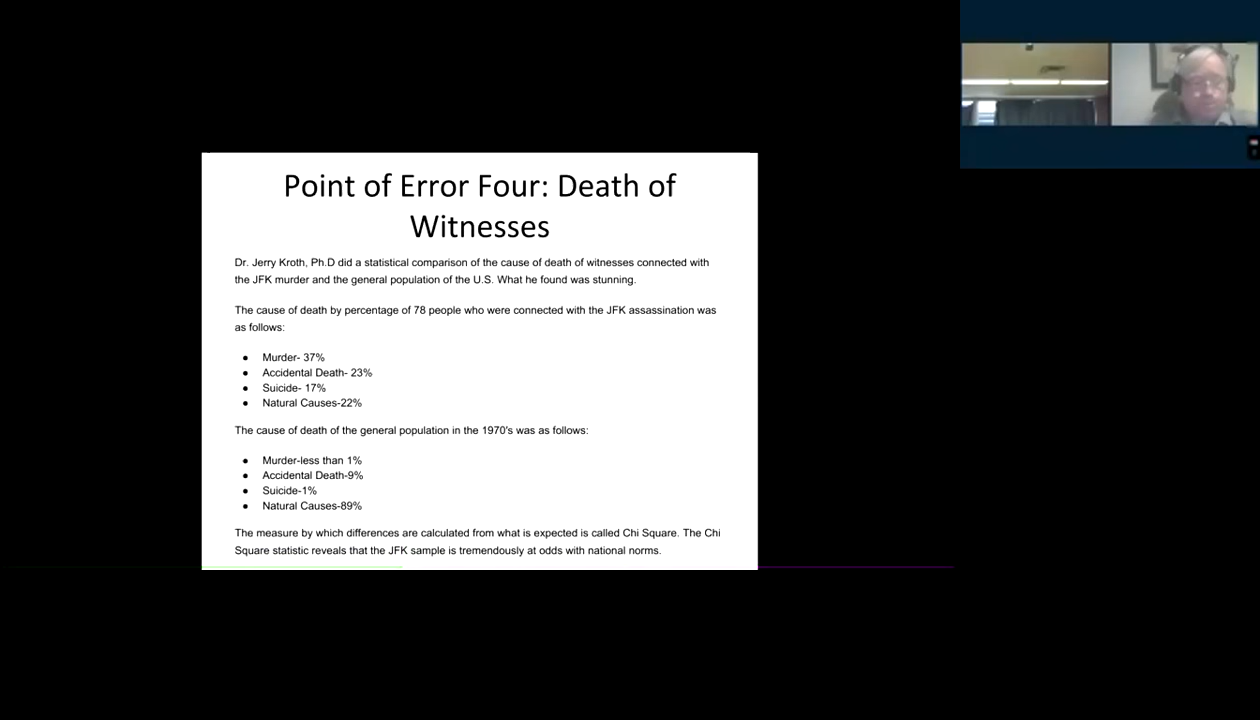 Point of Error Four: Death of
Witnesses
Dr. Jerry Kroth, Ph.D did a statistical comparison of the cause of death of witnesses connected with
the JFK murder and the general population of the U.S. What he found was stunning.
The cause of death by percentage of 78 people who were connected with the JFK assassination was
as follows:
● Murder- 37%
● Accidental Death- 23%
● Suicide- 17%
● Natural Causes-22%
The cause of death of the general population in the 1970's was as follows:
● Murder-less than 1%
● Accidental Death-9%
● Suicide-1%
● Natural Causes-89%
The measure by which differences are calculated from what is expected is called Chi Square. The Chi
Square statistic reveals that the JFK sample is tremendously at odds with national norms.